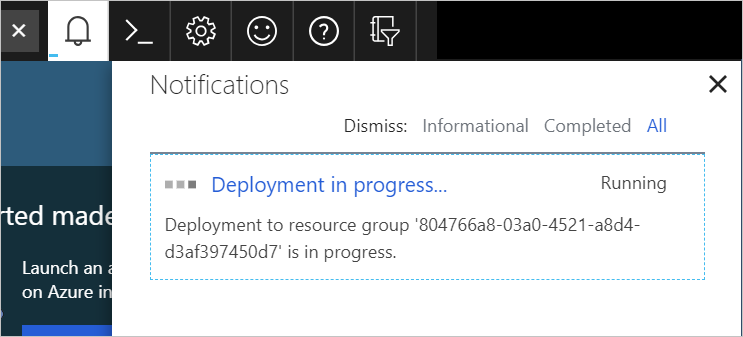 Notifications
Dismiss: Informational Completed All
Deployment in progress... Running
Deployment to resource group '804766a8-03a0-4521-a8d4-
d3af397450d7' is in progress.
rted made
Launch an a
on Azure in